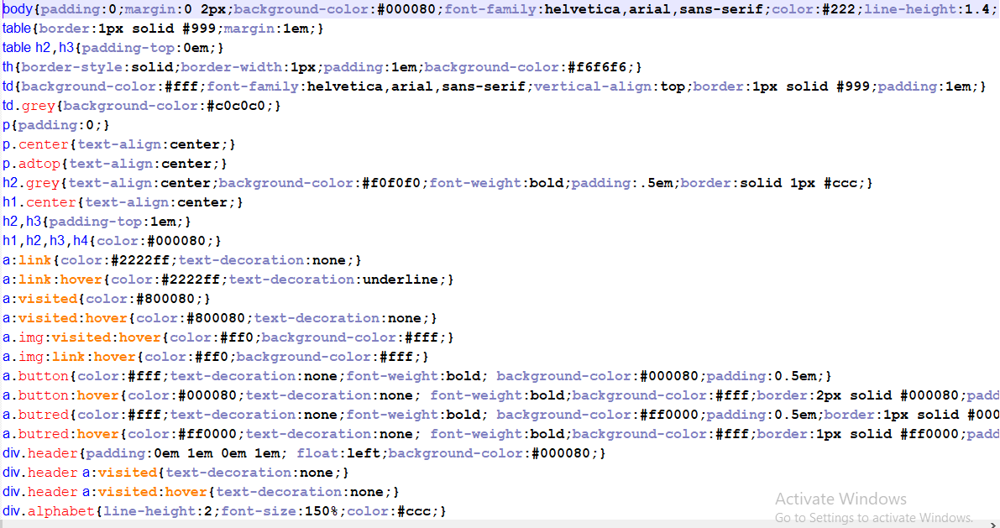 body{padding:0;margin:0 2px;background-color:#000080;font-family:helvetica,arial,sans-serif;color:#222;line-height:1.4;
table{border:1px solid #999;margin:1em;}
table h2,h3{padding-top:0em;}
th{border-style:solid;border-width:1px;padding:1em;background-color:#f6f6f6;}
td{background-color:#fff;font-family:helvetica,arial,sans-serif;vertical-align:top;border:1px solid #999;padding:1em;}
td.grey{background-color:#c0c0c0;}
p{padding:0;}
p.center{text-align:center;}
p.adtop{text-align:center;}
h2.grey{text-align:center;background-color:#f0f0f0;font-weight:bold;padding:.5em;border:solid 1px #ccc;}
h1.center{text-align:center;}
h2,h3{padding-top:1em;}
h1,h2,h3,h4{color:#000080;}
a:link{color:#2222ff;text-decoration:none;}
a:link:hover{color:#2222ff;text-decoration:underline;}
a:visited{color:#800080;}
a:visited:hover{color:#800080;text-decoration:none;}
a.img:visited:hover{color:#ff0;background-color:#fff;}
a.img:link:hover{color:#ff0;background-color:#fff;}
a.button{color:#fff;text-decoration:none;font-weight:bold; background-color:#000080;padding:0.5em;}
a.button:hover{color:#000080;text-decoration:none; font-weight:bold;background-color:#fff;border:2px solid #000080;padd
a.butred{color:#fff;text-decoration:none;font-weight:bold; background-color:#ff0000;padding:0.5em;border:1px solid #000
a.butred:hover{color:#ff0000;text-decoration:none; font-weight:bold;background-color:#fff;border:1px solid #ff0000;padd
div.header{padding:0em 1em 0em 1em; float:left;background-color:#000080;}
div.header a:visited{text-decoration:none;}
div.header a:visited:hover{text-decoration:none;}
div.alphabet{line-height:2;font-size:150%;color:#ccc;}
Activate Windows
Go to Settings to activate Windows.